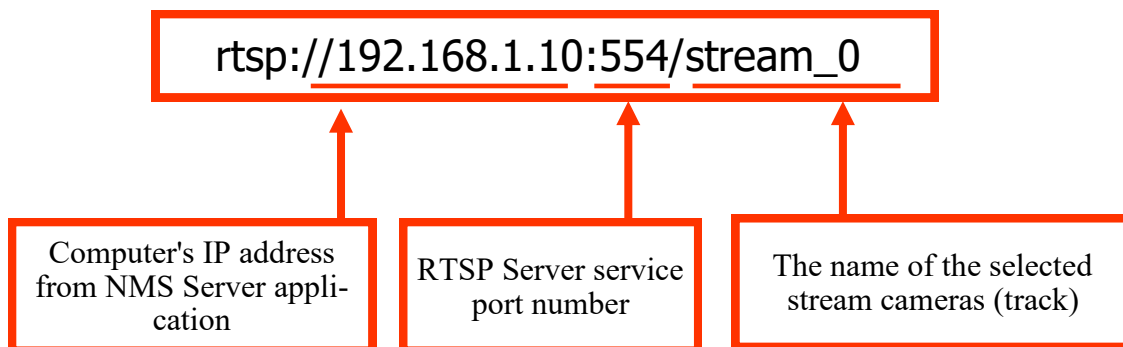 rtsp://192.168.1.10:554/stream_0
Computer's IP address
from NMS Server appli-
cation
RTSP Server service
port number
The name of the selected
stream cameras (track)